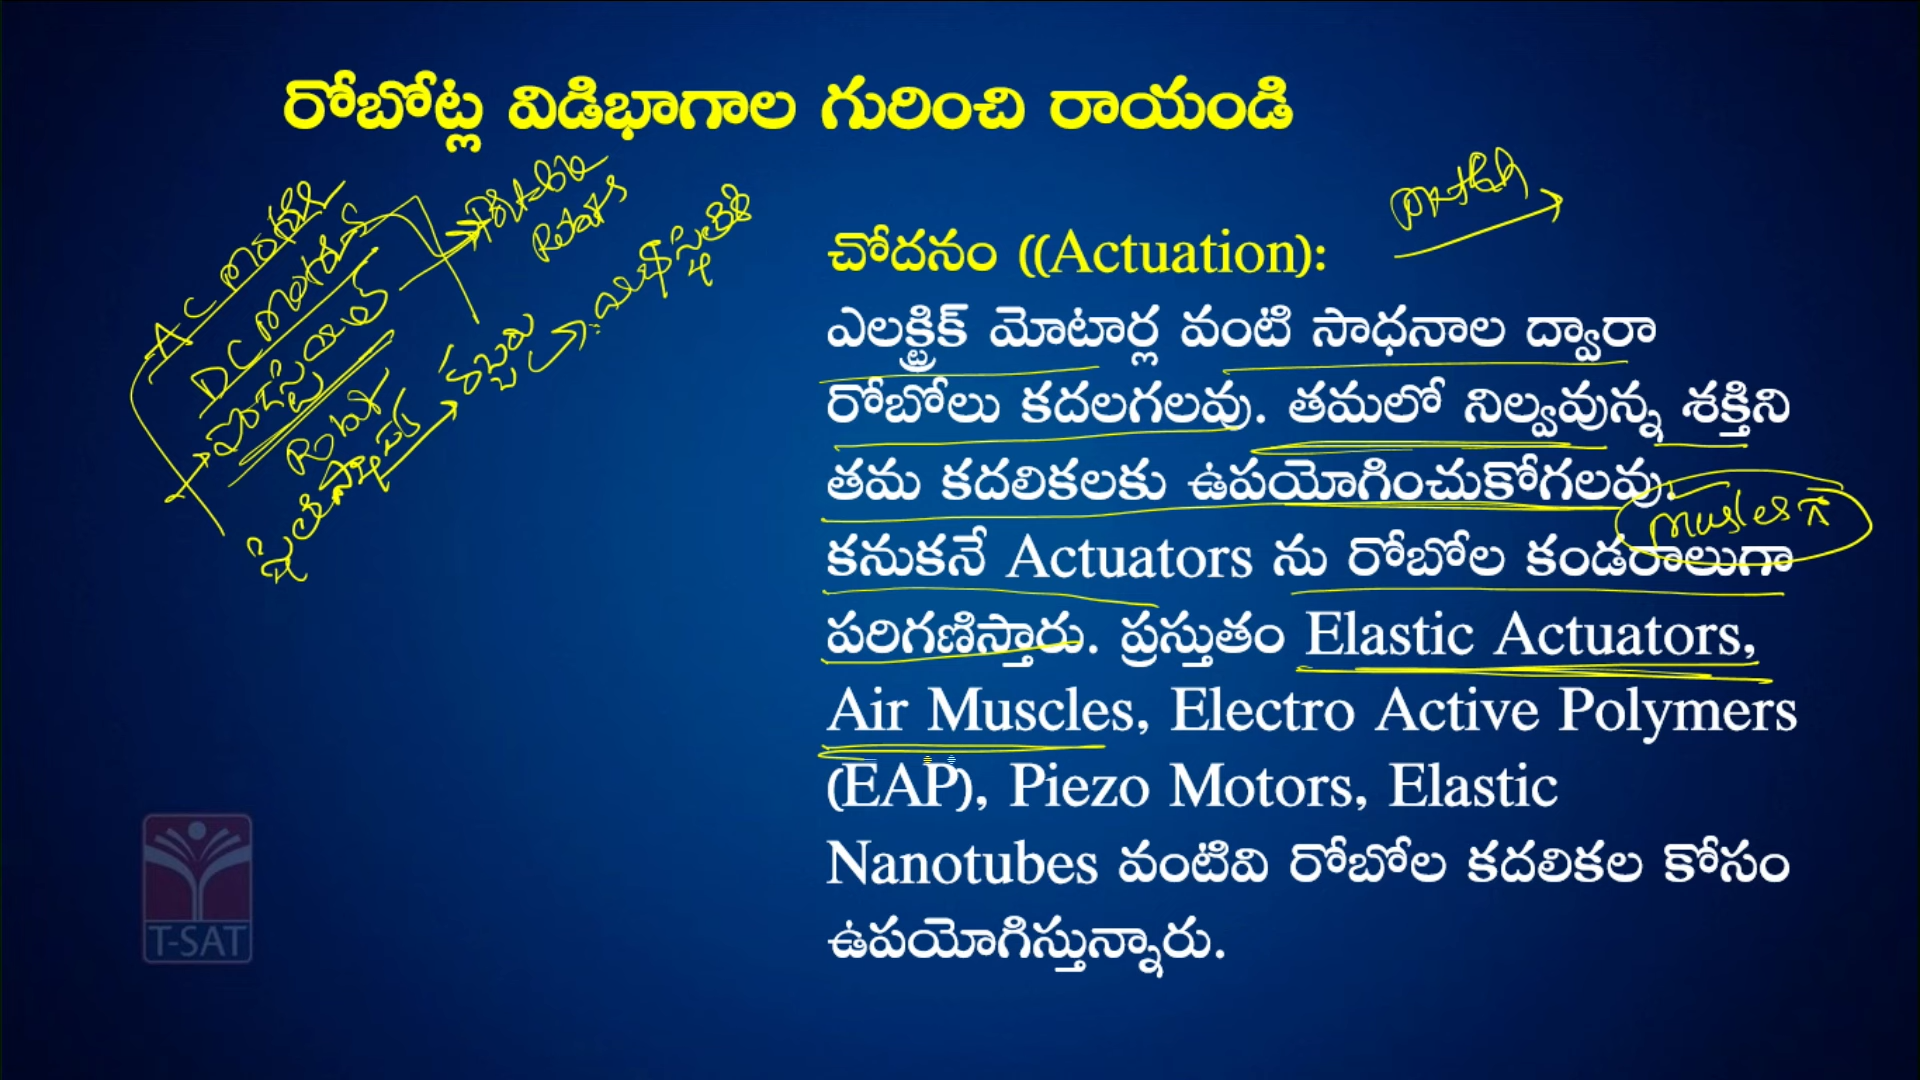 రోబోట్ల విడిభాగాల గురించి రాయండి
AC మోటార్లు
DC మోటార్లు
Robot
Robots
చోదనం ((Actuation):
ఎలక్ట్రిక్ మోటార్ల వంటి సాధనాల ద్వారా
రోబోలు కదలగలవు. తమలో నిల్వవున్న శక్తిని
తమ కదలికలకు ఉపయోగించుకోగలవు.
muscles గా
కనుకనే Actuators ను రోబోల కండరాలుగా
పరిగణిస్తారు. ప్రస్తుతం Elastic Actuators,
Air Muscles, Electro Active Polymers
(EAP), Piezo Motors, Elastic
Nanotubes వంటివి రోబోల కదలికల కోసం
ఉపయోగిస్తున్నారు.
T-SAT